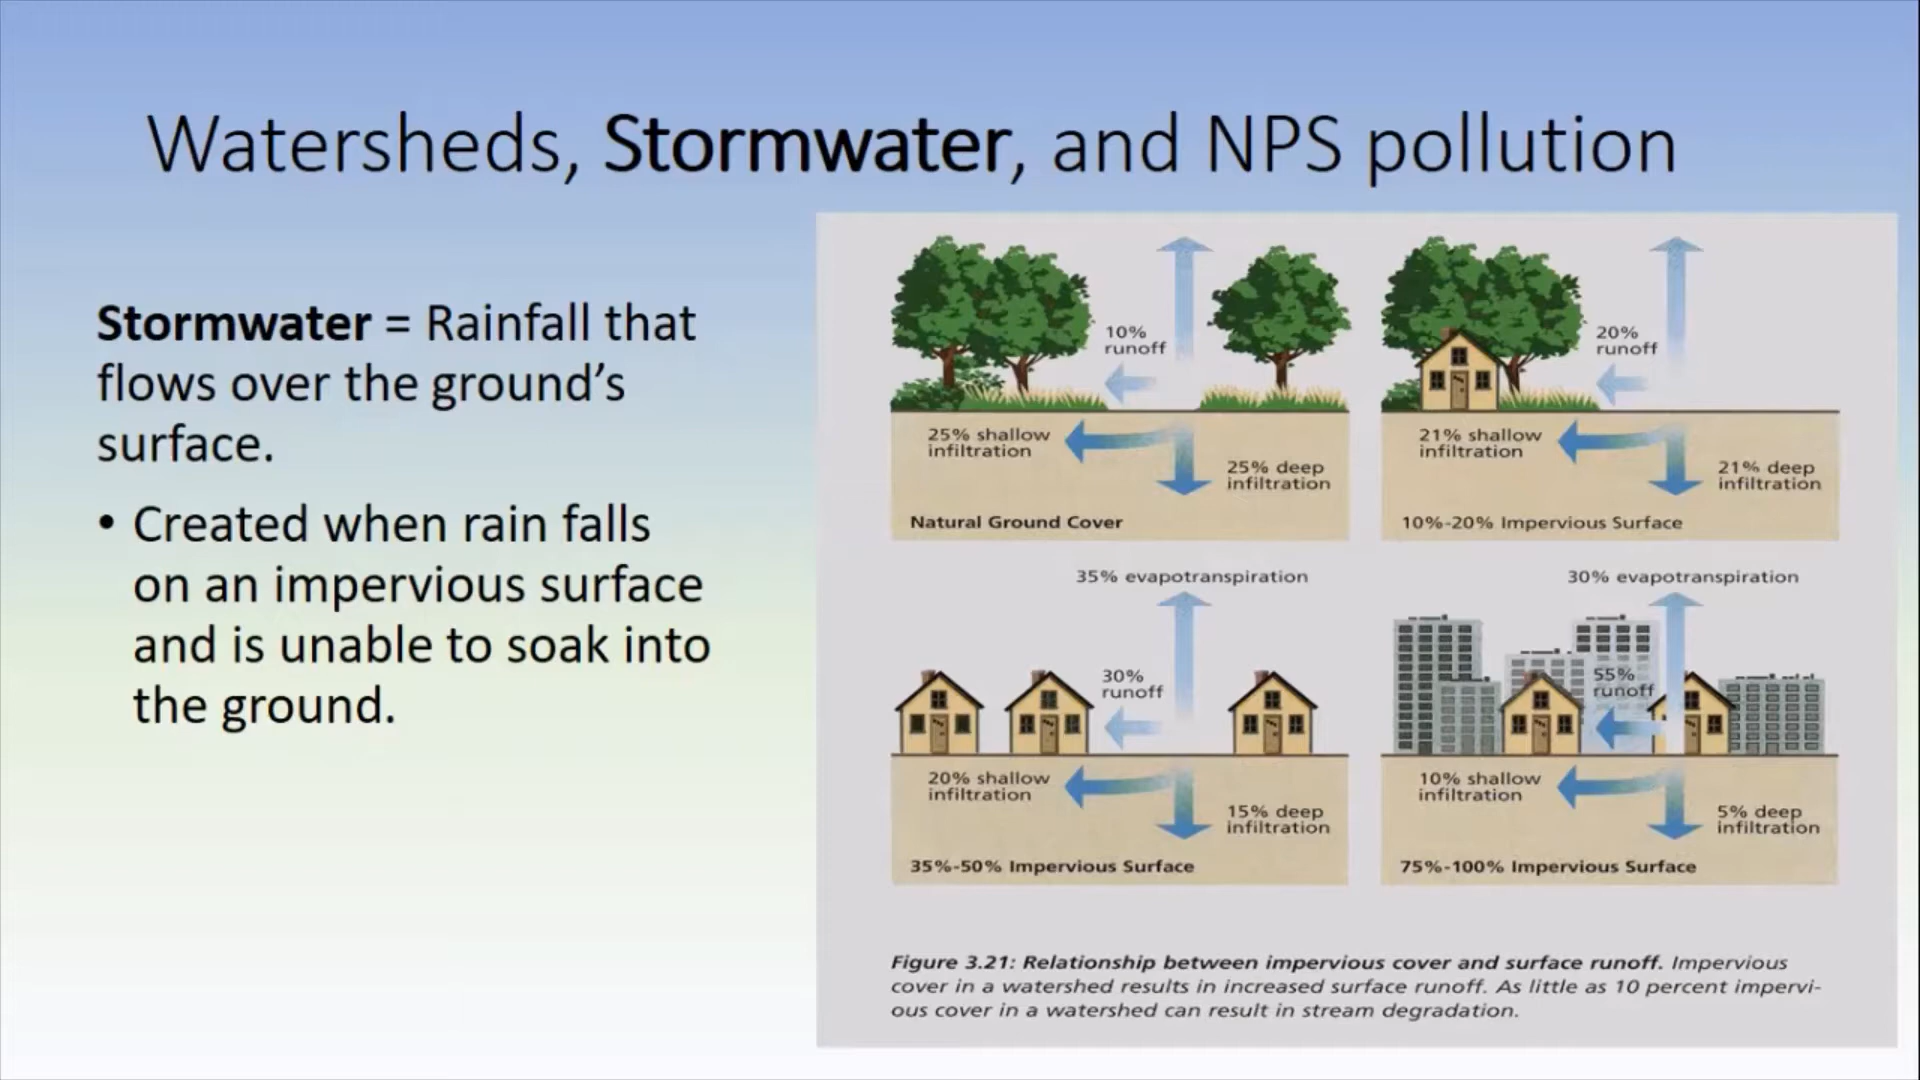 Watersheds, Stormwater, and NPS pollution
Stormwater = Rainfall that
flows over the ground’s
surface.
• Created when rain falls
on an impervious surface
and is unable to soak into
the ground.
10%
runoff
25% shallow
infiltration
25% deep
infiltration
Natural Ground Cover
20%
runoff
21% shallow
infiltration
21% deep
infiltration
10%-20% Impervious Surface
35% evapotranspiration
30%
runoff
20% shallow
infiltration
15% deep
infiltration
35%-50% Impervious Surface
30% evapotranspiration
55%
runoff
10% shallow
infiltration
5% deep
infiltration
75%-100% Impervious Surface
Figure 3.21: Relationship between impervious cover and surface runoff. Impervious
cover in a watershed results in increased surface runoff. As little as 10 percent impervi-
ous cover in a watershed can result in stream degradation.